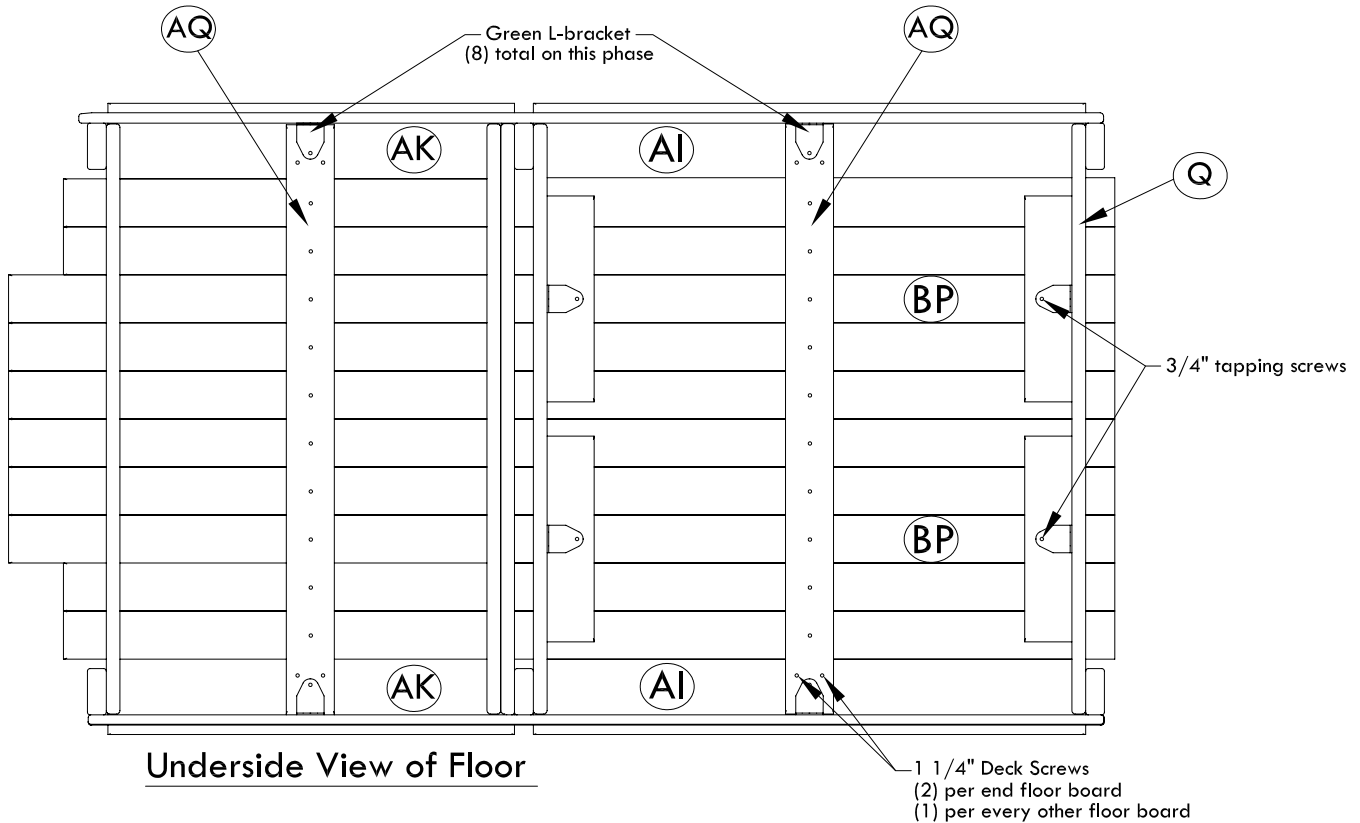 AQ
Green L-bracket
(8) total on this phase
AQ
AK
AI
Q
BP
3/4" tapping screws
BP
AK
AI
Underside View of Floor
1 1/4" Deck Screws
(2) per end floor board
(1) per every other floor board